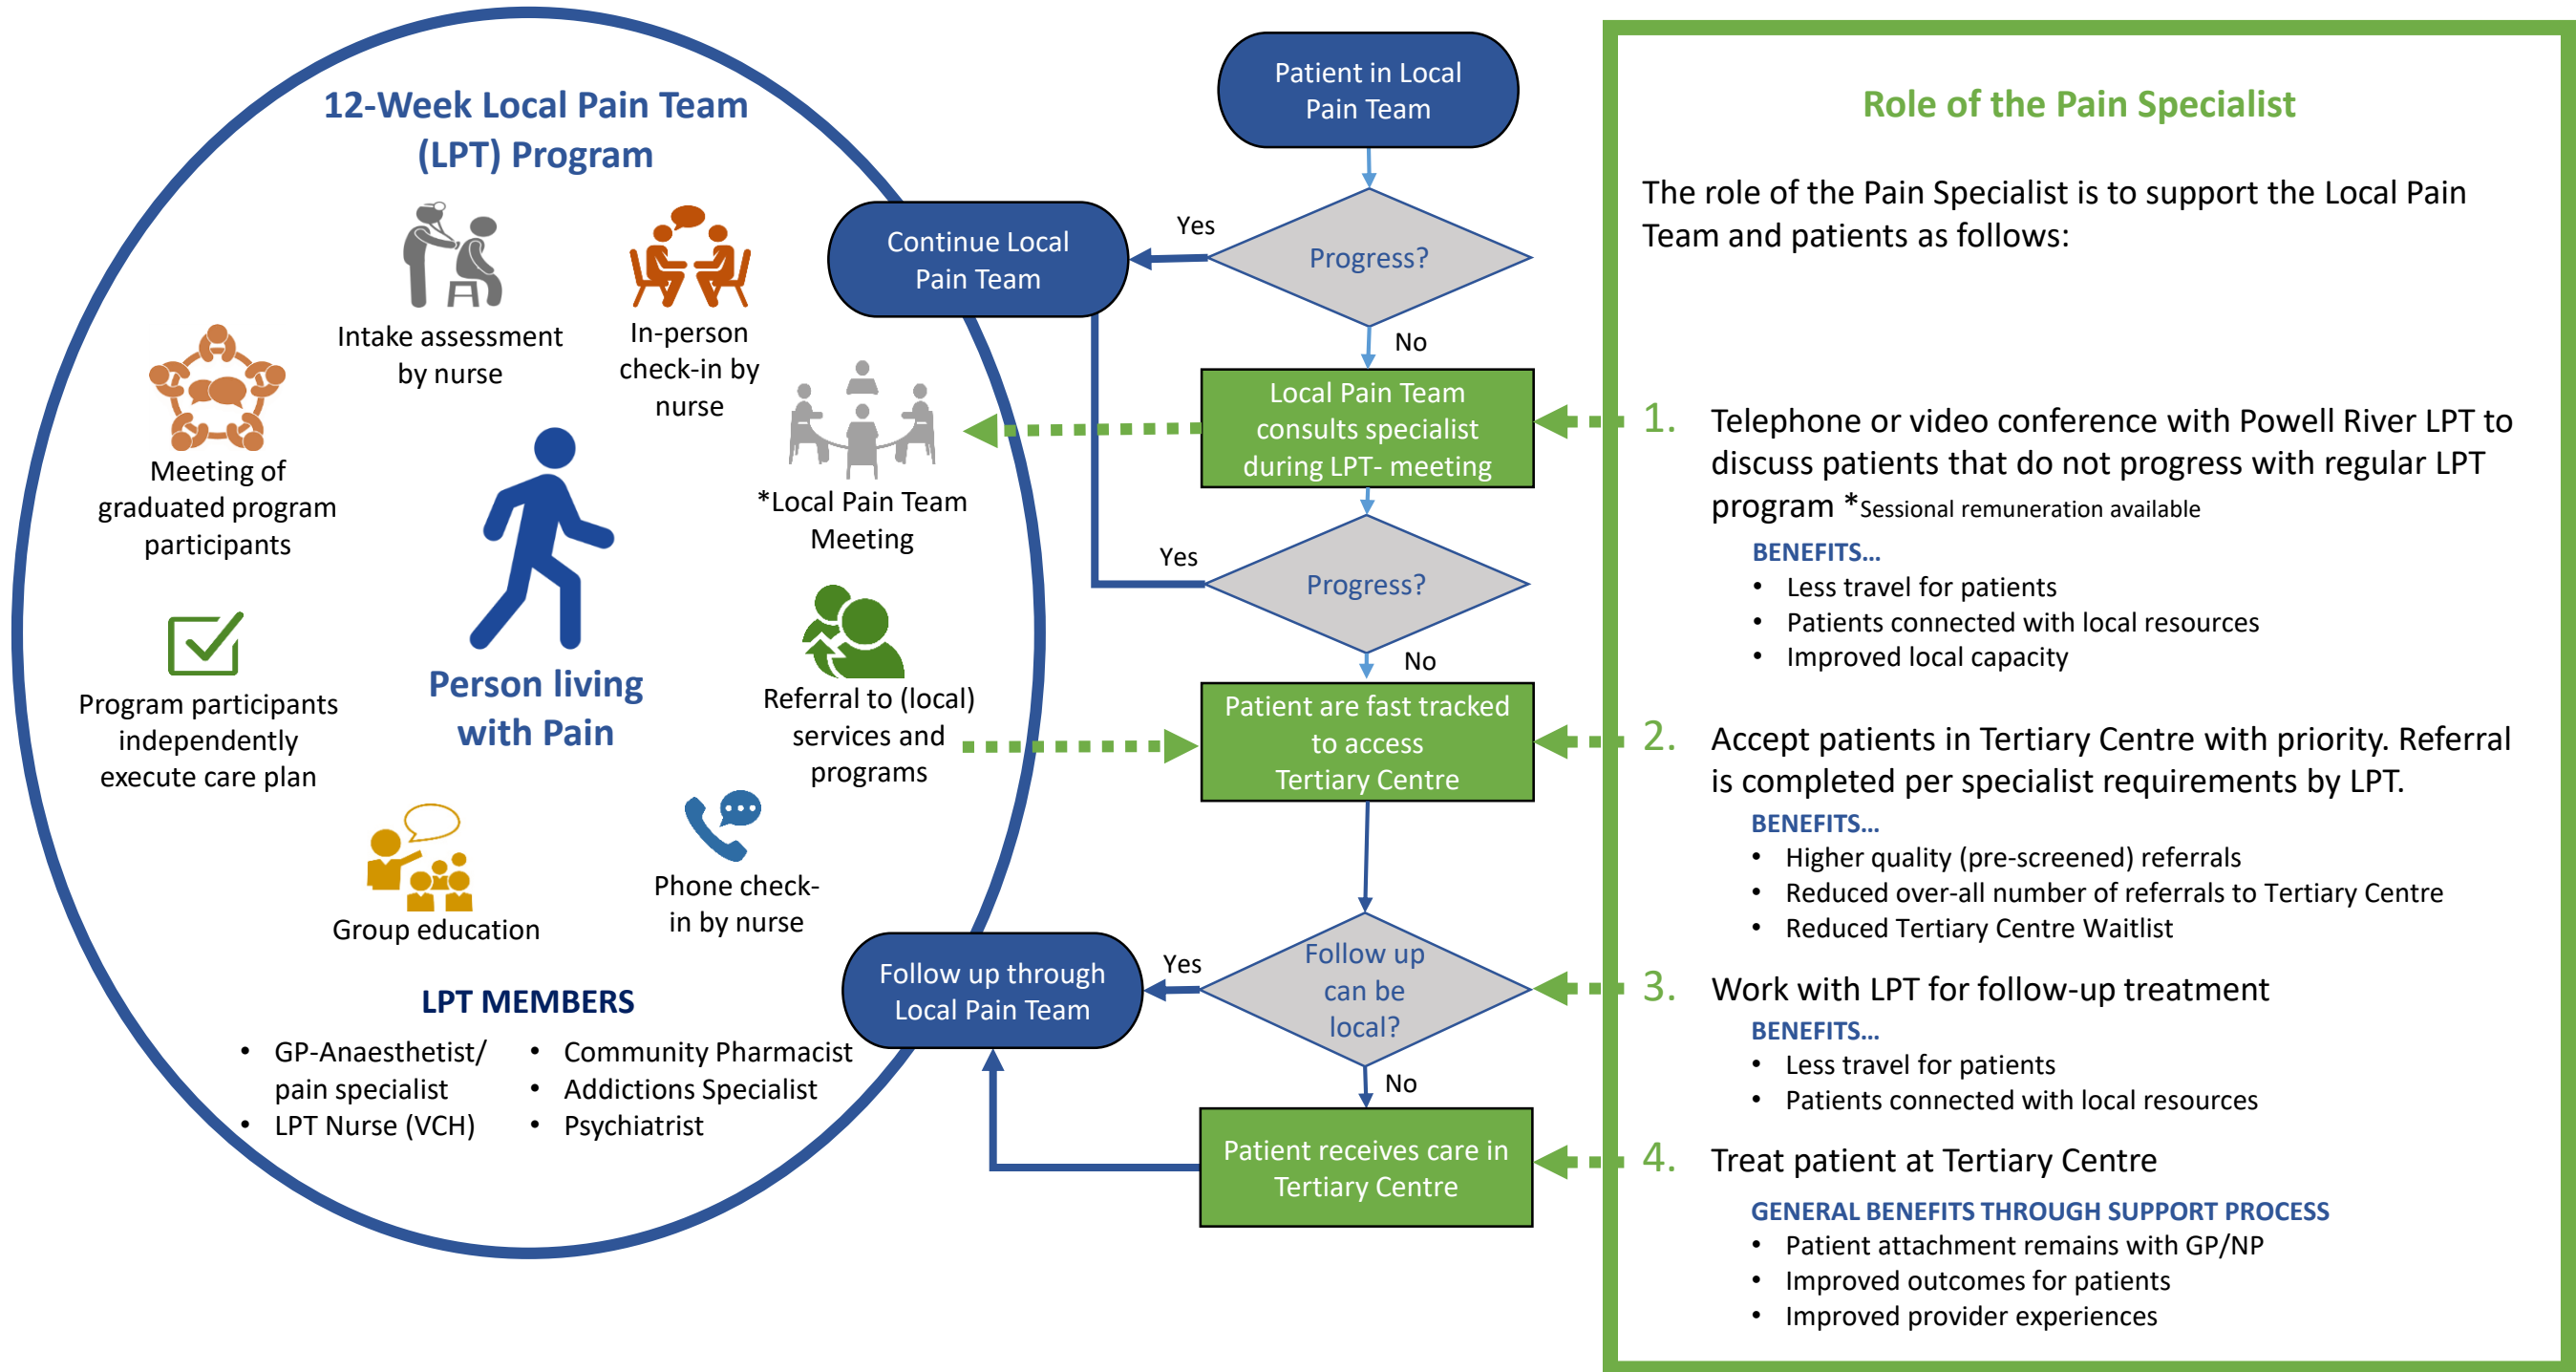 12-Week Local Pain Team
(LPT) Program
Intake assessment
by nurse
In-person
check-in by
nurse
Meeting of
graduated program
participants
*Local Pain Team
Meeting
Person living
with Pain
Program participants
independently
execute care plan
Referral to (local)
services and
programs
Group education
Phone check-
in by nurse
LPT MEMBERS
• GP-Anaesthetist/
pain specialist
• LPT Nurse (VCH)
• Community Pharmacist
• Addictions Specialist
• Psychiatrist
Patient in Local
Pain Team
Progress?
Yes
Continue Local
Pain Team
No
Local Pain Team
consults specialist
during LPT- meeting
Progress?
Yes
No
Patient are fast tracked
to access
Tertiary Centre
Follow up
can be
local?
Yes
Follow up through
Local Pain Team
No
Patient receives care in
Tertiary Centre
Role of the Pain Specialist
The role of the Pain Specialist is to support the Local Pain
Team and patients as follows:
1. Telephone or video conference with Powell River LPT to
discuss patients that do not progress with regular LPT
program *Sessional remuneration available
BENEFITS...
• Less travel for patients
• Patients connected with local resources
• Improved local capacity
2. Accept patients in Tertiary Centre with priority. Referral
is completed per specialist requirements by LPT.
BENEFITS...
• Higher quality (pre-screened) referrals
• Reduced over-all number of referrals to Tertiary Centre
• Reduced Tertiary Centre Waitlist
3. Work with LPT for follow-up treatment
BENEFITS...
• Less travel for patients
• Patients connected with local resources
4. Treat patient at Tertiary Centre
GENERAL BENEFITS THROUGH SUPPORT PROCESS
• Patient attachment remains with GP/NP
• Improved outcomes for patients
• Improved provider experiences